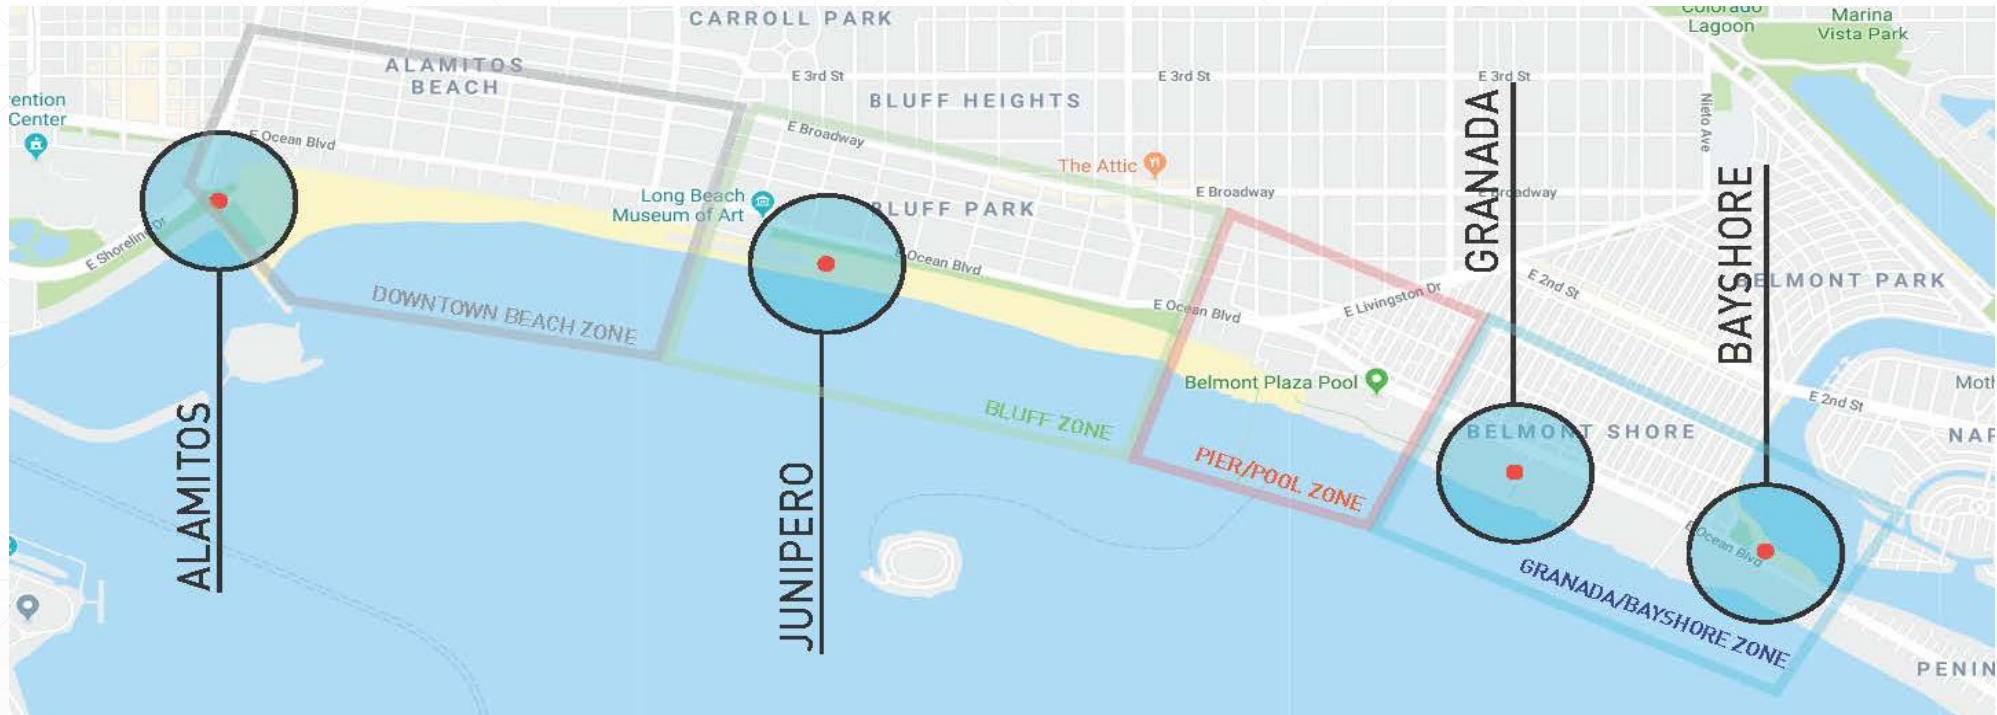 CARROLL PARK
Colorado
Lagoon
Marina
Vista Park
ALAMITOS
BEACH
E 3rd St
E 3rd St
E 3rd St
vention
Center
BLUFF HEIGHTS
GRANADA
Nieto Ave
E Ocean Blvd
E Broadway
The Attic
E Broadway
E Broadway
BAYSHORE
Long Beach
Museum of Art
BLUFF PARK
E Shoreline Dr
E Ocean Blvd
E 2nd St
BELMONT PARK
DOWNTOWN BEACH ZONE
E Ocean Blvd
E Livingston Dr
Belmont Plaza Pool
Moth
E 2nd St
ALAMITOS
BLUFF ZONE
BELMONT SHORE
NAP
PIER/POOL ZONE
JUNIPERO
E Ocean Blvd
GRANADA/BAYSHORE ZONE
PENIN